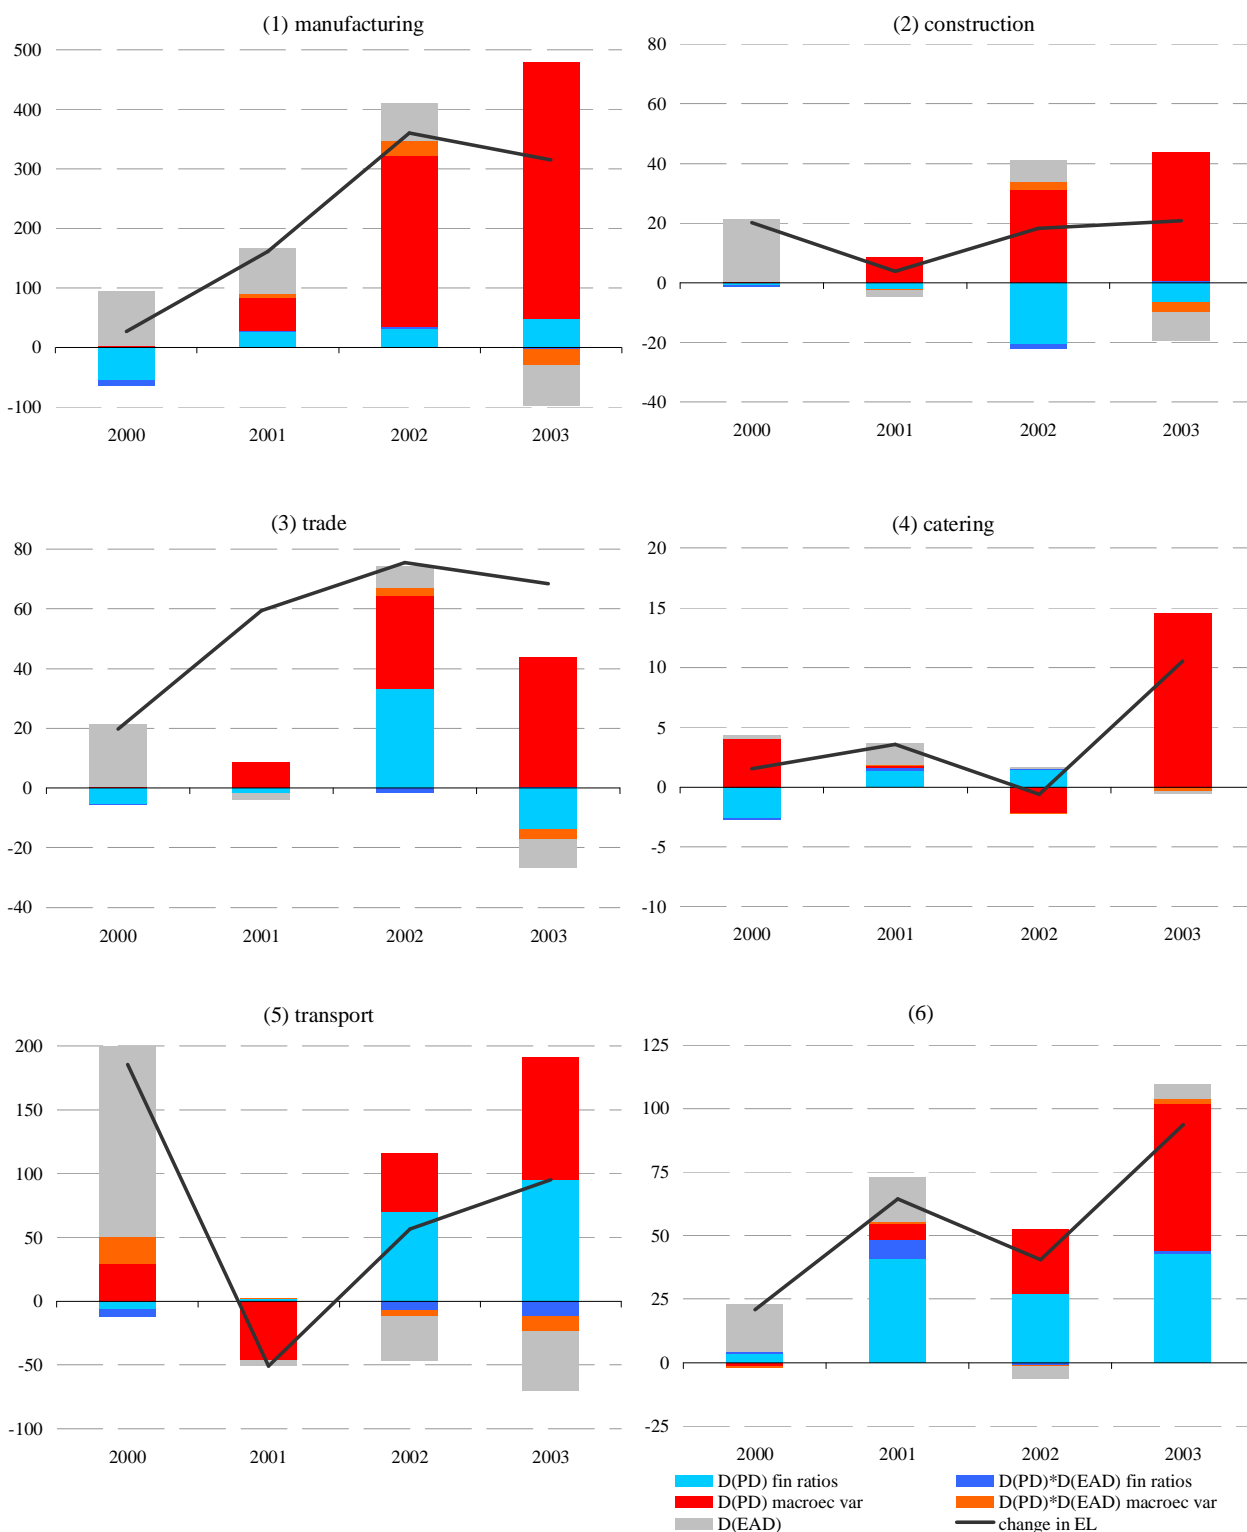 (1) manufacturing
500
400
300
200
100
0
-100
2000 2001 2002 2003
(2) construction
80
60
40
20
0
-20
-40
2000 2001 2002 2003
(3) trade
80
60
40
20
0
-20
-40
2000 2001 2002 2003
(4) catering
20
15
10
5
0
-5
-10
2000 2001 2002 2003
(5) transport
200
150
100
50
0
-50
-100
2000 2001 2002 2003
(6)
125
100
75
50
25
0
-25
2000 2001 2002 2003
D(PD) fin ratios
D(PD)*D(EAD) fin ratios
D(PD) macroec var
D(PD)*D(EAD) macroec var
D(EAD)
change in EL